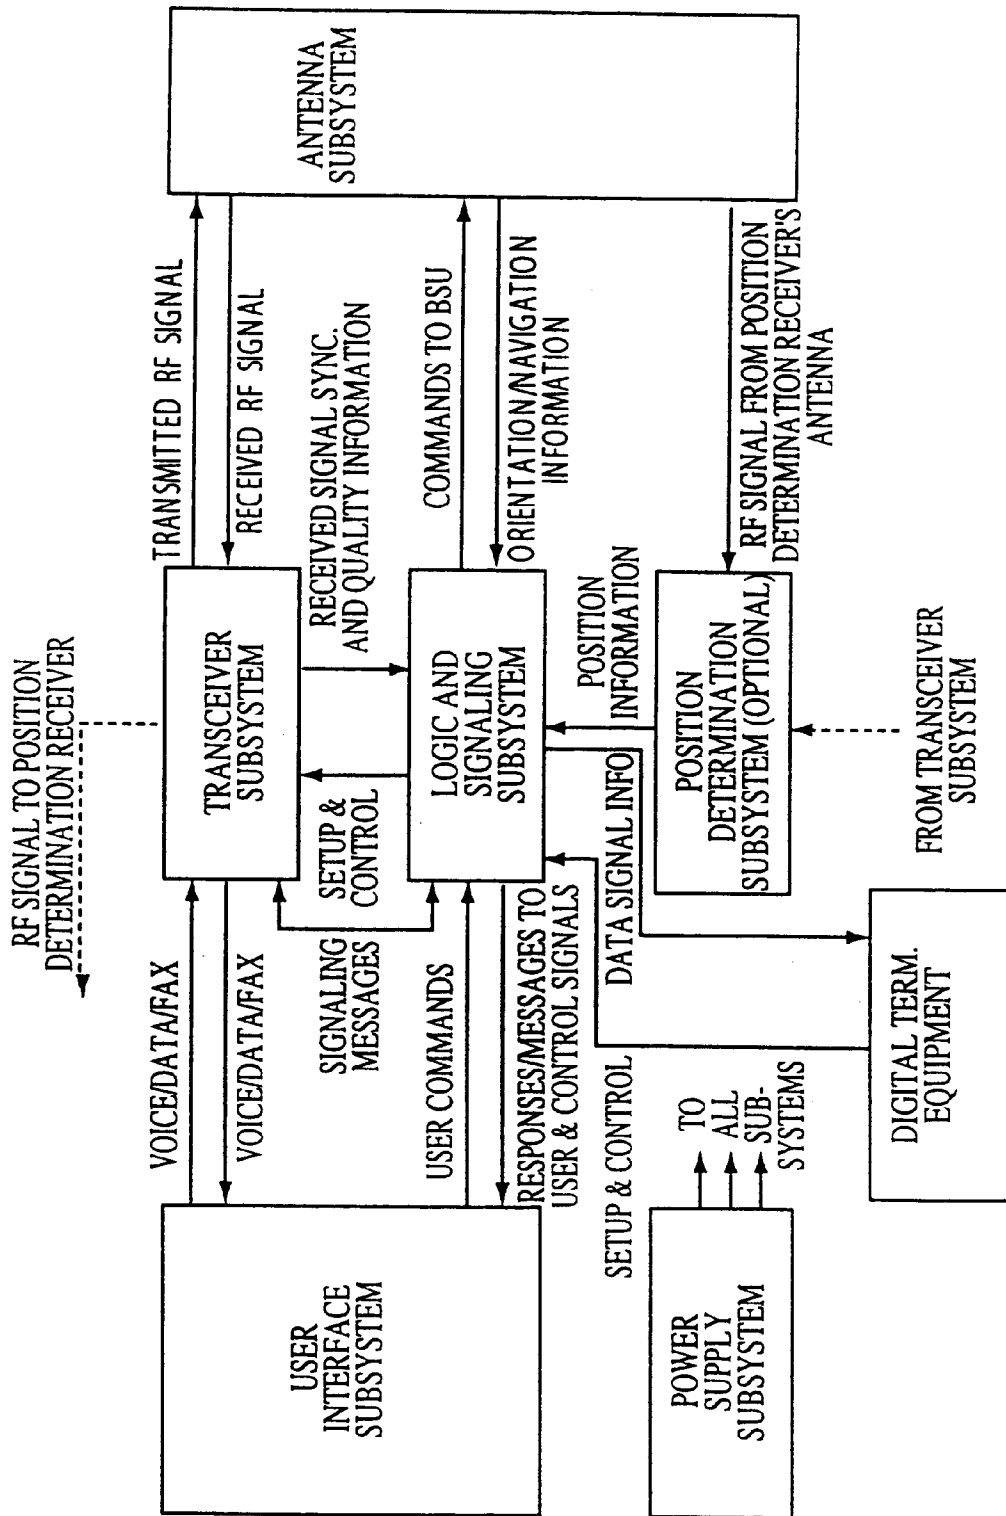 RF SIGNAL TO POSITION
DETERMINATION RECEIVER
VOICE/DATA/FAX
VOICE/DATA/FAX
TRANSCEIVER
SUBSYSTEM
TRANSMITTED RF SIGNAL
RECEIVED RF SIGNAL
ANTENNA
SUBSYSTEM
USER
INTERFACE
SUBSYSTEM
SIGNALING
MESSAGES
SETUP &
CONTROL
RECEIVED SIGNAL SYNC.
AND QUALITY INFORMATION
USER COMMANDS
RESPONSES/MESSAGES TO
USER & CONTROL SIGNALS
LOGIC AND
SIGNALING
SUBSYSTEM
COMMANDS TO BSU
ORIENTATION/NAVIGATION
INFORMATION
SETUP & CONTROL
DATA SIGNAL INFO
POSITION
INFORMATION
POWER
SUPPLY
SUBSYSTEM
TO
ALL
SUB-
SYSTEMS
POSITION
DETERMINATION
SUBSYSTEM (OPTIONAL)
RF SIGNAL FROM POSITION
DETERMINATION RECEIVER'S
ANTENNA
DIGITAL TERM.
EQUIPMENT
FROM TRANSCEIVER
SUBSYSTEM